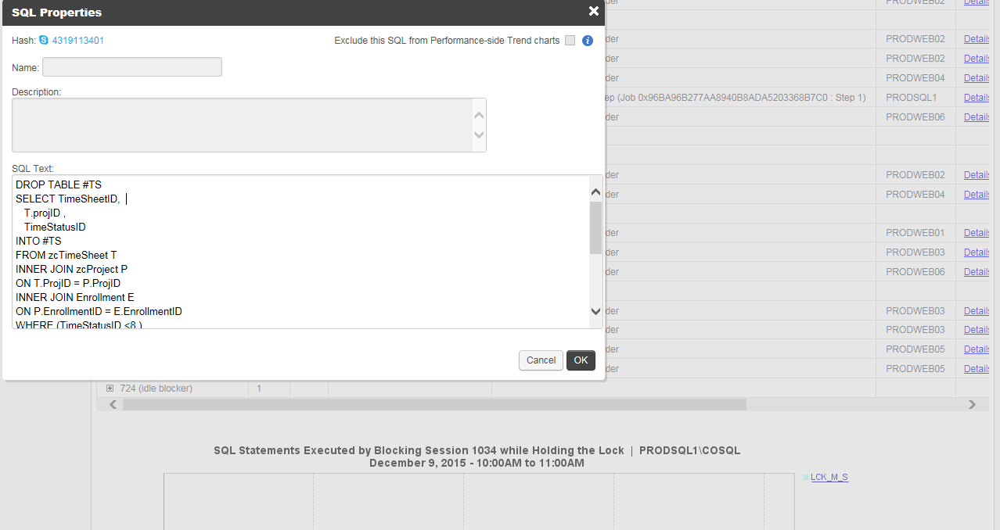 SQL Properties
Hash: 4319113401
Exclude this SQL from Performance-side Trend charts
Name:
Description:
SQL Text:
DROP TABLE #TS
SELECT TimeSheetID,
T.projID ,
TimeStatusID
INTO #TS
FROM zcTimeSheet T
INNER JOIN zcProject P
ON T.ProjID = P.ProjID
INNER JOIN Enrollment E
ON P.EnrollmentID = E.EnrollmentID
WHERE (TimeStatusID <8 )
Cancel OK
PRODWEB02 Details
der PRODWEB02 Details
der PRODWEB02 Details
der PRODWEB04 Details
ep (Job 0x96BA96B277AA8940B8ADA5203368B7C0 : Step 1) PRODSQL1 Details
der PRODWEB06 Details
der PRODWEB02 Details
der PRODWEB04 Details
der PRODWEB01 Details
der PRODWEB03 Details
der PRODWEB06 Details
der PRODWEB03 Details
der PRODWEB03 Details
der PRODWEB05 Details
der PRODWEB05 Details
724 (idle blocker) 1
SQL Statements Executed by Blocking Session 1034 while Holding the Lock | PRODSQL1\COSQL
December 9, 2015 - 10:00AM to 11:00AM
LCK_M_S